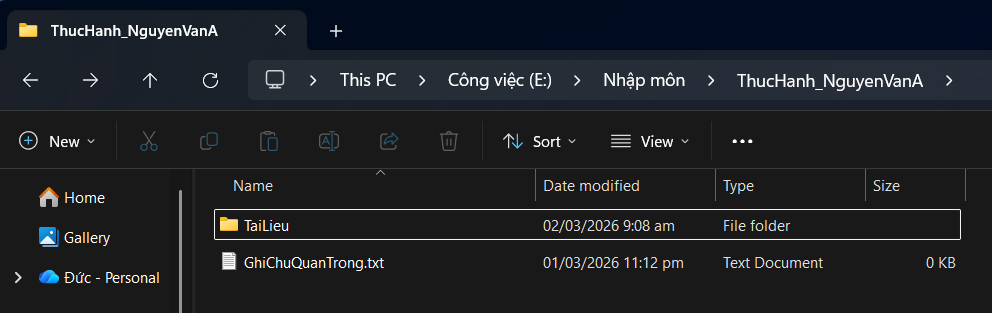 ThucHanh_NguyenVanA
This PC > Công việc (E:) > Nhập môn > ThucHanh_NguyenVanA >
New Sort View
Name Date modified Type Size
Home
Gallery
Đức - Personal
TaiLieu 02/03/2026 9:08 am File folder
GhiChuQuanTrong.txt 01/03/2026 11:12 pm Text Document 0 KB